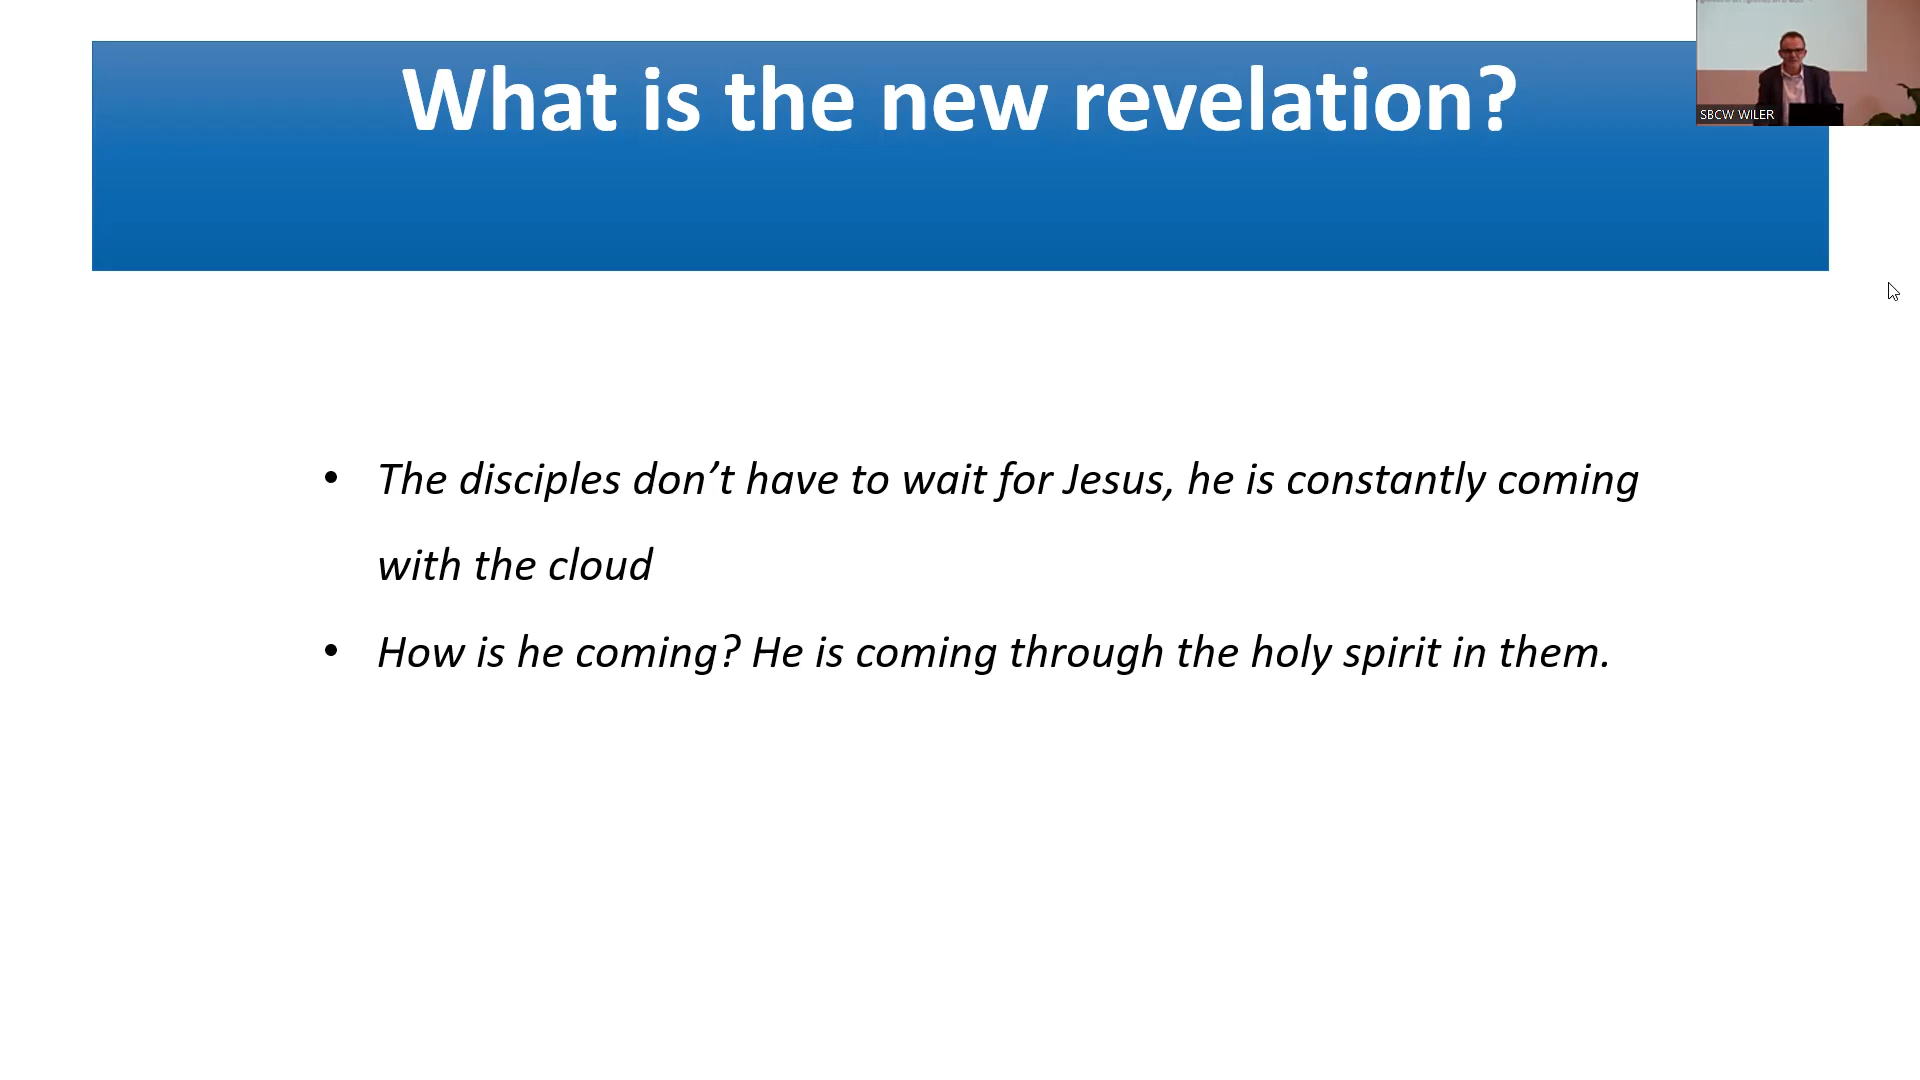 What is the new revelation?
SBCW WILER
• The disciples don’t have to wait for Jesus, he is constantly coming
with the cloud
• How is he coming? He is coming through the holy spirit in them.